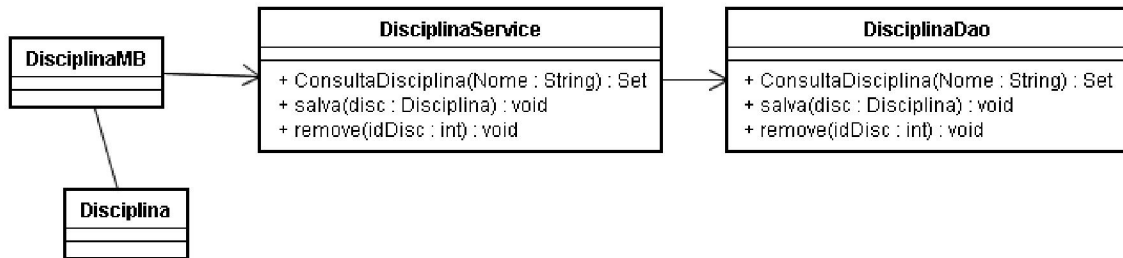 DisciplinaMB
Disciplina
DisciplinaService
+ ConsultaDisciplina(Nome : String) : Set
+ salva(disc : Disciplina) : void
+ remove(idDisc : int) : void
DisciplinaDao
+ ConsultaDisciplina(Nome : String) : Set
+ salva(disc : Disciplina) : void
+ remove(idDisc : int) : void